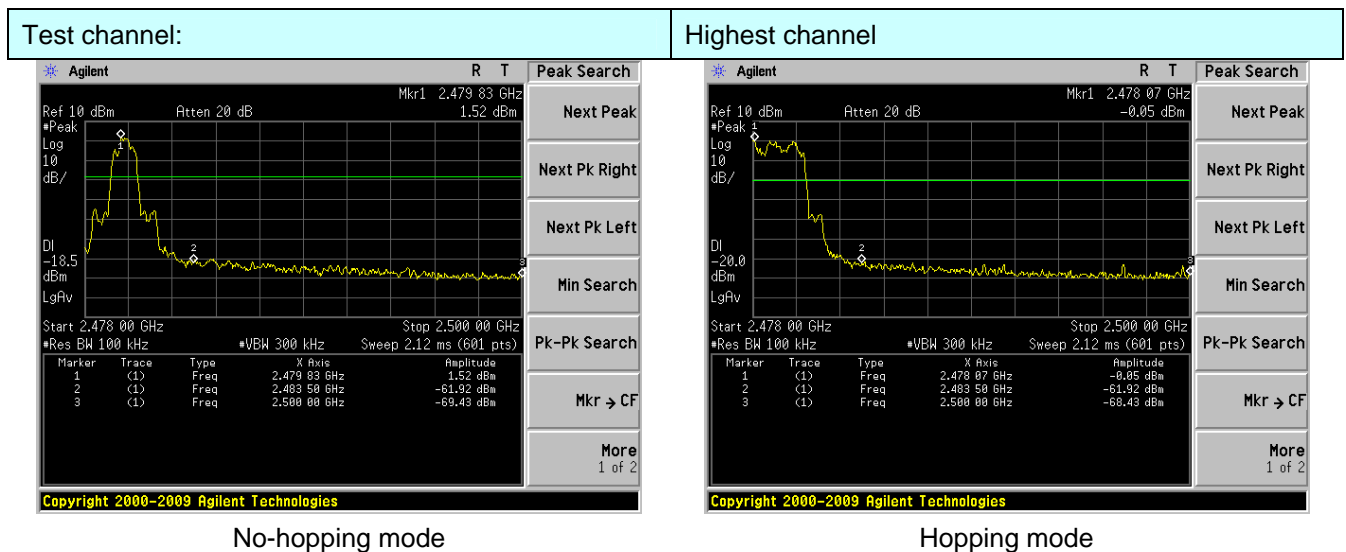 Test channel:
Highest channel
Agilent
R T
Peak Search
Mkr1 2.479 83 GHz
Ref 10 dBm Atten 20 dB 1.52 dBm
#Peak
Log
10
dB/
DI
-18.5
dBm
LgAv
1
2
3
Start 2.478 00 GHz Stop 2.500 00 GHz
#Res BW 100 kHz #VBW 300 kHz Sweep 2.12 ms (601 pts)
Marker Trace Type X Axis Amplitude
1 (1) Freq 2.479 83 GHz 1.52 dBm
2 (1) Freq 2.483 50 GHz -61.92 dBm
3 (1) Freq 2.500 00 GHz -69.43 dBm
Next Peak
Next Pk Right
Next Pk Left
Min Search
Pk-Pk Search
Mkr → CF
More
1 of 2
Copyright 2000-2009 Agilent Technologies
No-hopping mode
Agilent
R T
Peak Search
Mkr1 2.478 07 GHz
Ref 10 dBm Atten 20 dB -0.05 dBm
#Peak
Log
10
dB/
DI
-20.0
dBm
LgAv
1
2
3
Start 2.478 00 GHz Stop 2.500 00 GHz
#Res BW 100 kHz #VBW 300 kHz Sweep 2.12 ms (601 pts)
Marker Trace Type X Axis Amplitude
1 (1) Freq 2.478 07 GHz -0.05 dBm
2 (1) Freq 2.483 50 GHz -61.92 dBm
3 (1) Freq 2.500 00 GHz -68.43 dBm
Next Peak
Next Pk Right
Next Pk Left
Min Search
Pk-Pk Search
Mkr → CF
More
1 of 2
Copyright 2000-2009 Agilent Technologies
Hopping mode